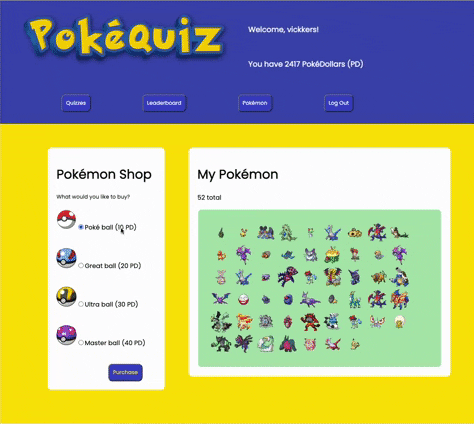 PokéQuiz
Welcome, vickkers!
You have 2417 PokéDollars (PD)
Quizzes
Leaderboard
Pokémon
Log Out
Pokémon Shop
What would you like to buy?
Poké ball (10 PD)
Great ball (20 PD)
Ultra ball (30 PD)
Master ball (40 PD)
Purchase
My Pokémon
52 total